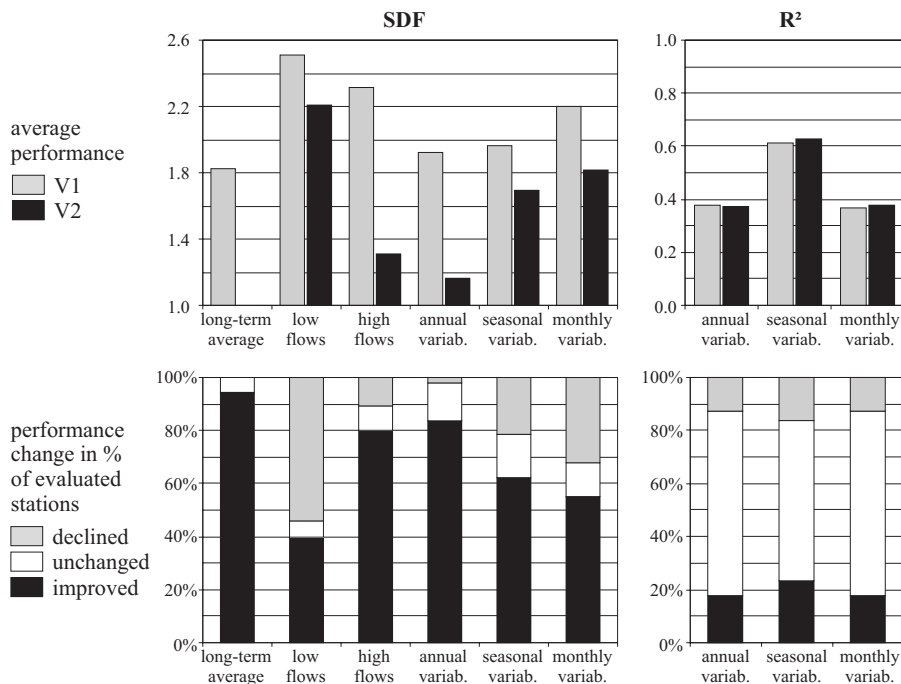 SDF
R²
average
performance
V1
V2
2.6
2.2
1.8
1.4
1.0
long-term
average
low
flows
high
flows
annual
variab.
seasonal
variab.
monthly
variab.
1.0
0.8
0.6
0.4
0.2
0.0
annual
variab.
seasonal
variab.
monthly
variab.
performance
change in %
of evaluated
stations
declined
unchanged
improved
100%
80%
60%
40%
20%
0%
long-term
average
low
flows
high
flows
annual
variab.
seasonal
variab.
monthly
variab.
100%
80%
60%
40%
20%
0%
annual
variab.
seasonal
variab.
monthly
variab.